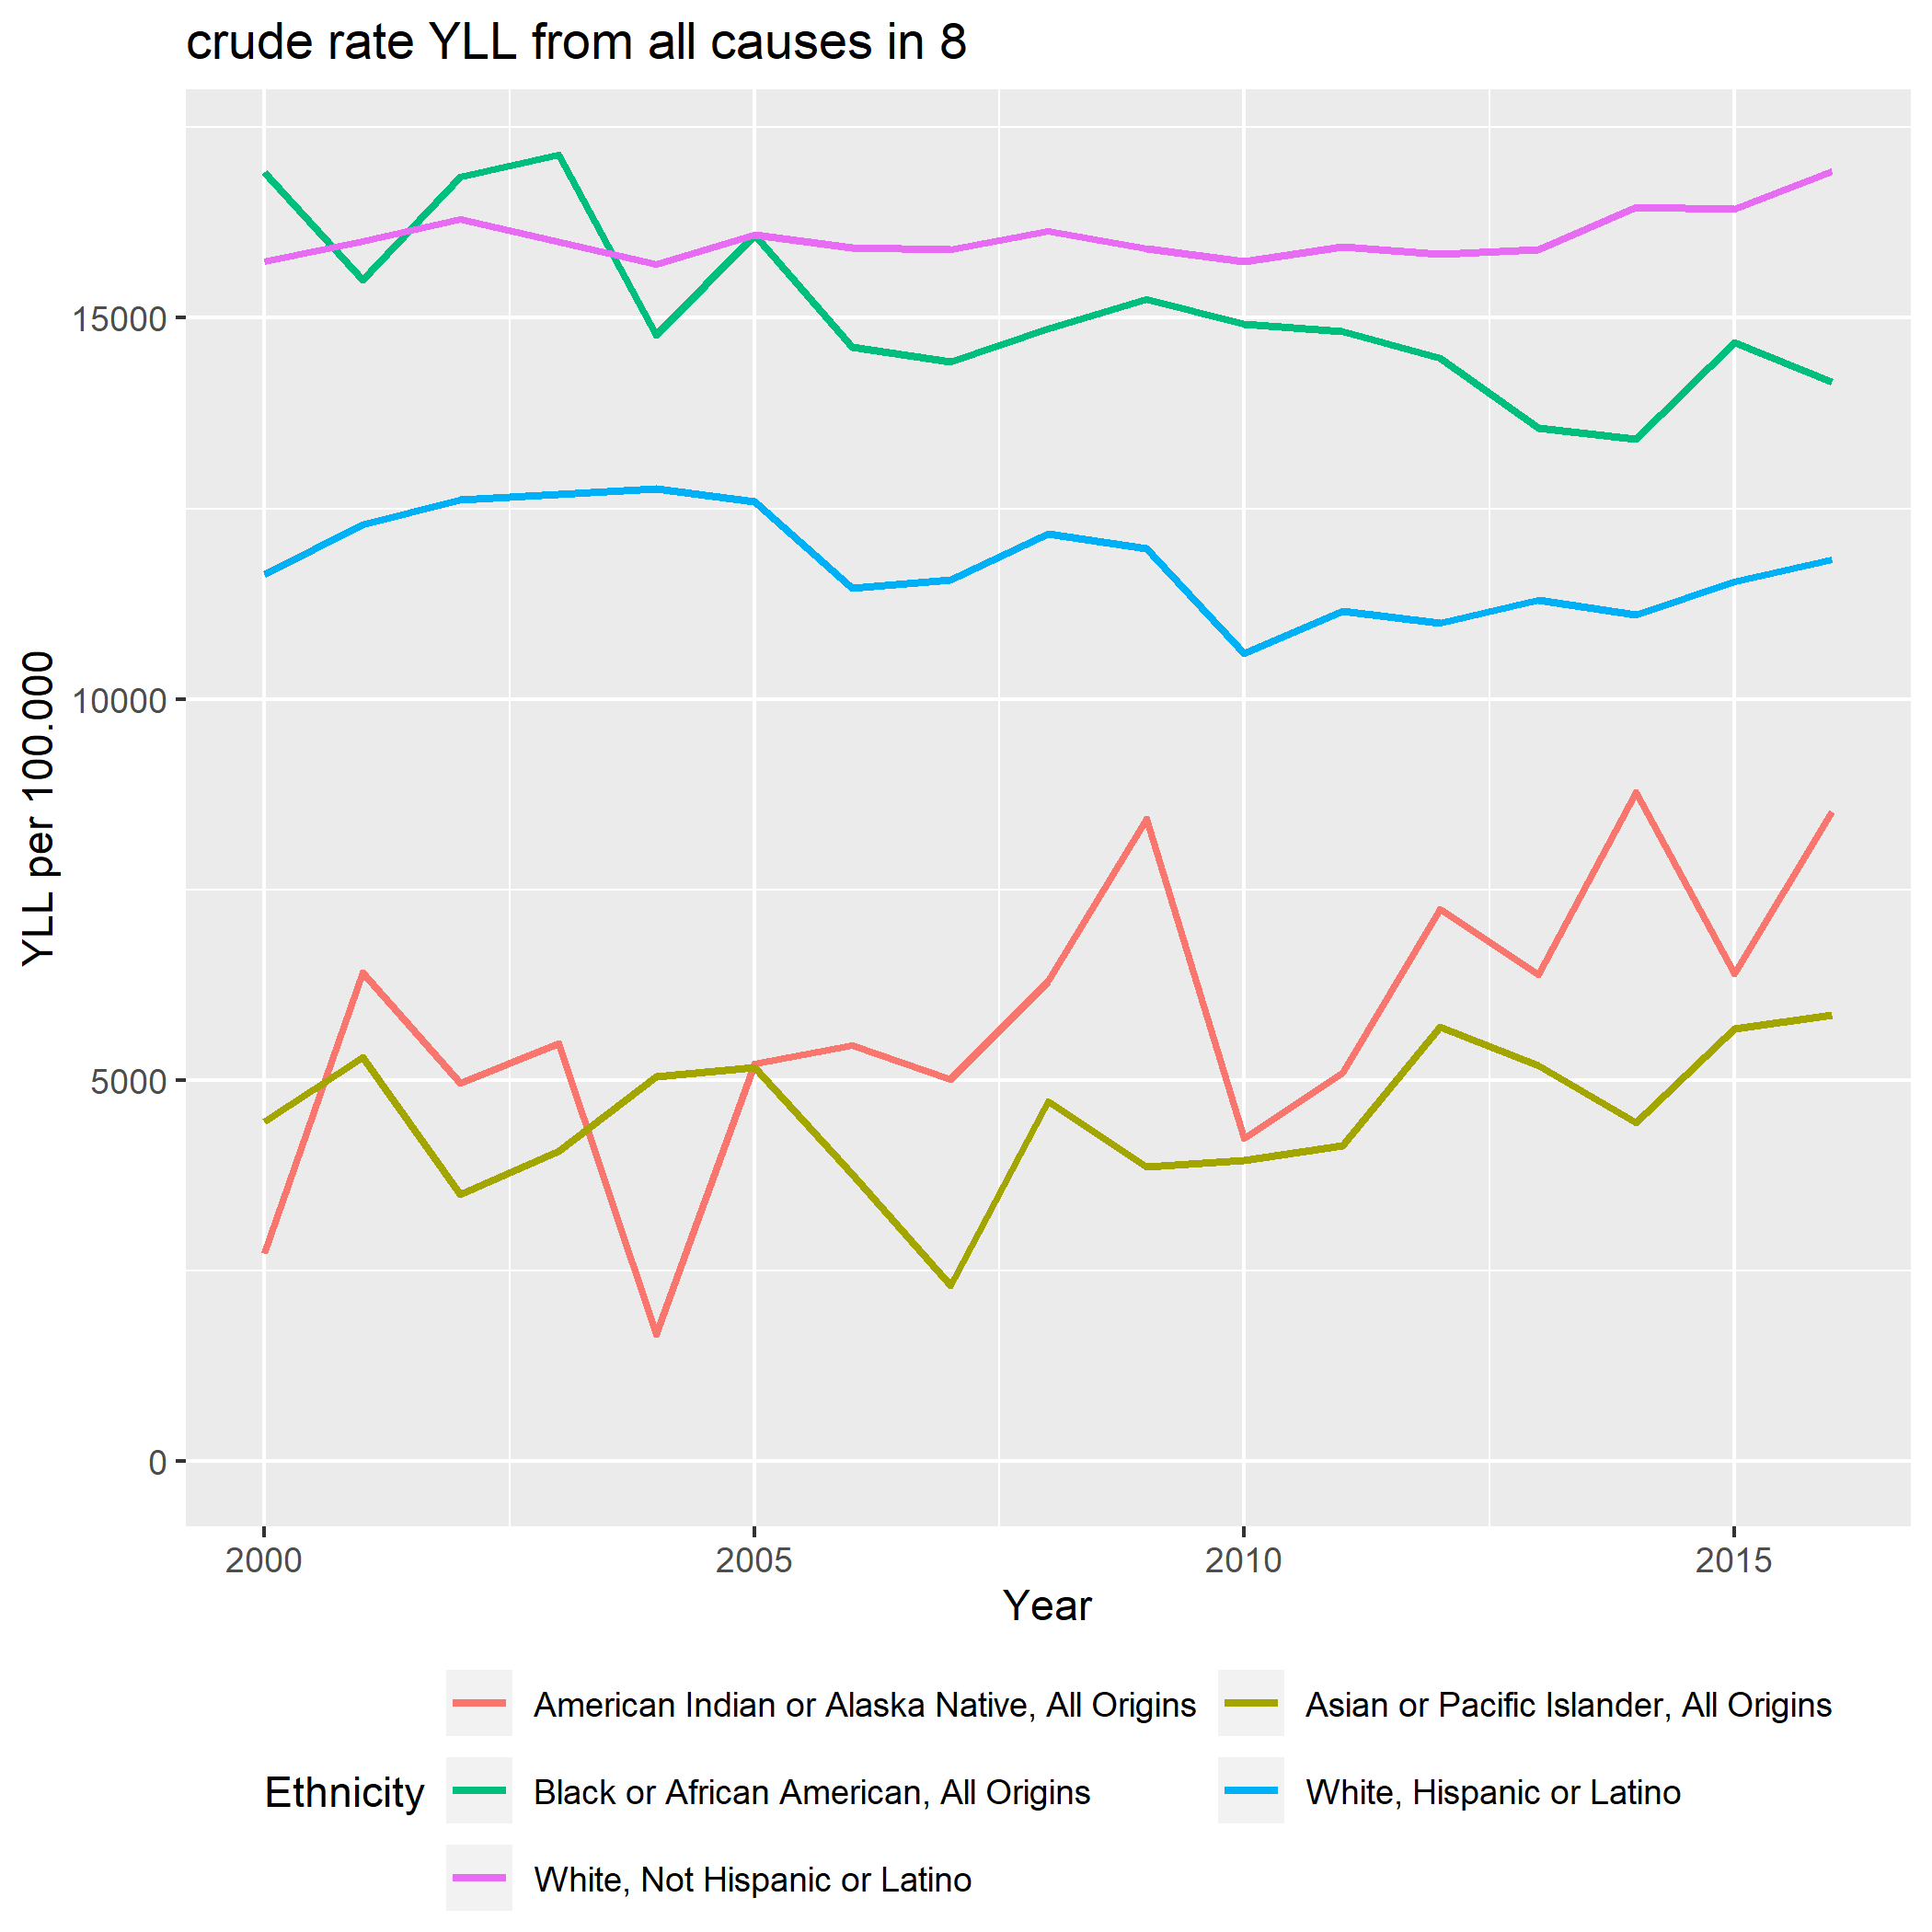 crude rate YLL from all causes in 8
YLL per 100.000
15000
10000
5000
0
2000 2005 2010 2015
Year
Ethnicity
American Indian or Alaska Native, All Origins
Asian or Pacific Islander, All Origins
Black or African American, All Origins
White, Hispanic or Latino
White, Not Hispanic or Latino